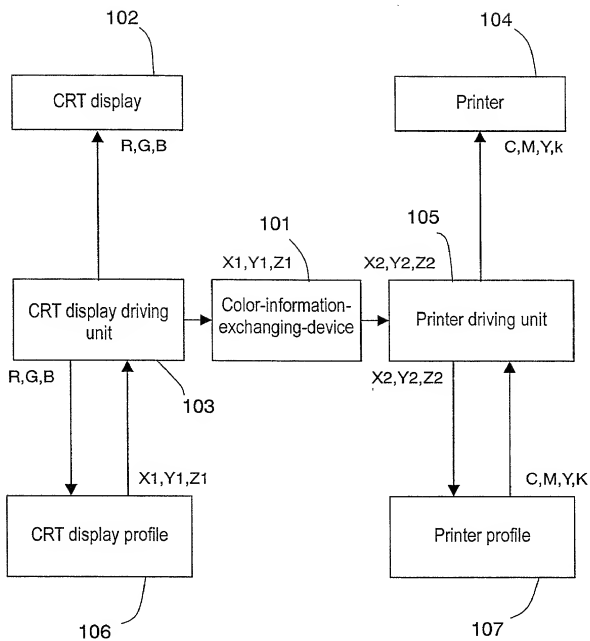 102
104
CRT display
Printer
R,G,B
C,M,Y,k
101
105
X1,Y1,Z1
X2,Y2,Z2
CRT display driving
unit
Color-information-
exchanging-device
Printer driving unit
R,G,B
103
X2,Y2,Z2
X1,Y1,Z1
C,M,Y,K
CRT display profile
Printer profile
106
107